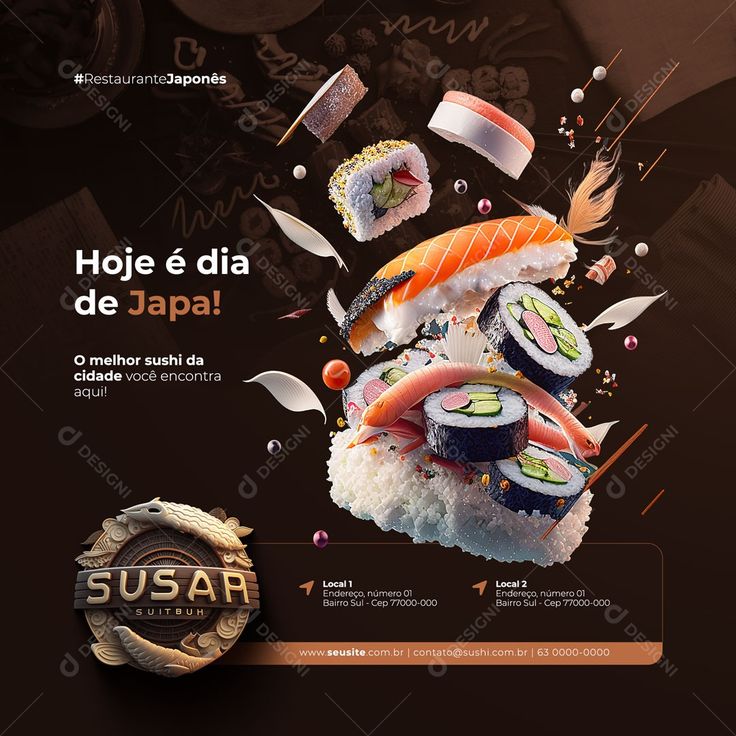 #RestauranteJaponês
Hoje é dia
de Japa!
O melhor sushi da
cidade você encontra
aqui!
SUSAR
SUITBUH
Local 1
Endereço, número 01
Bairro Sul - Cep 77000-000
Local 2
Endereço, número 01
Bairro Sul - Cep 77000-000
www.seusite.com.br | contato@sushi.com.br | 63 0000-0000
DESIGNI